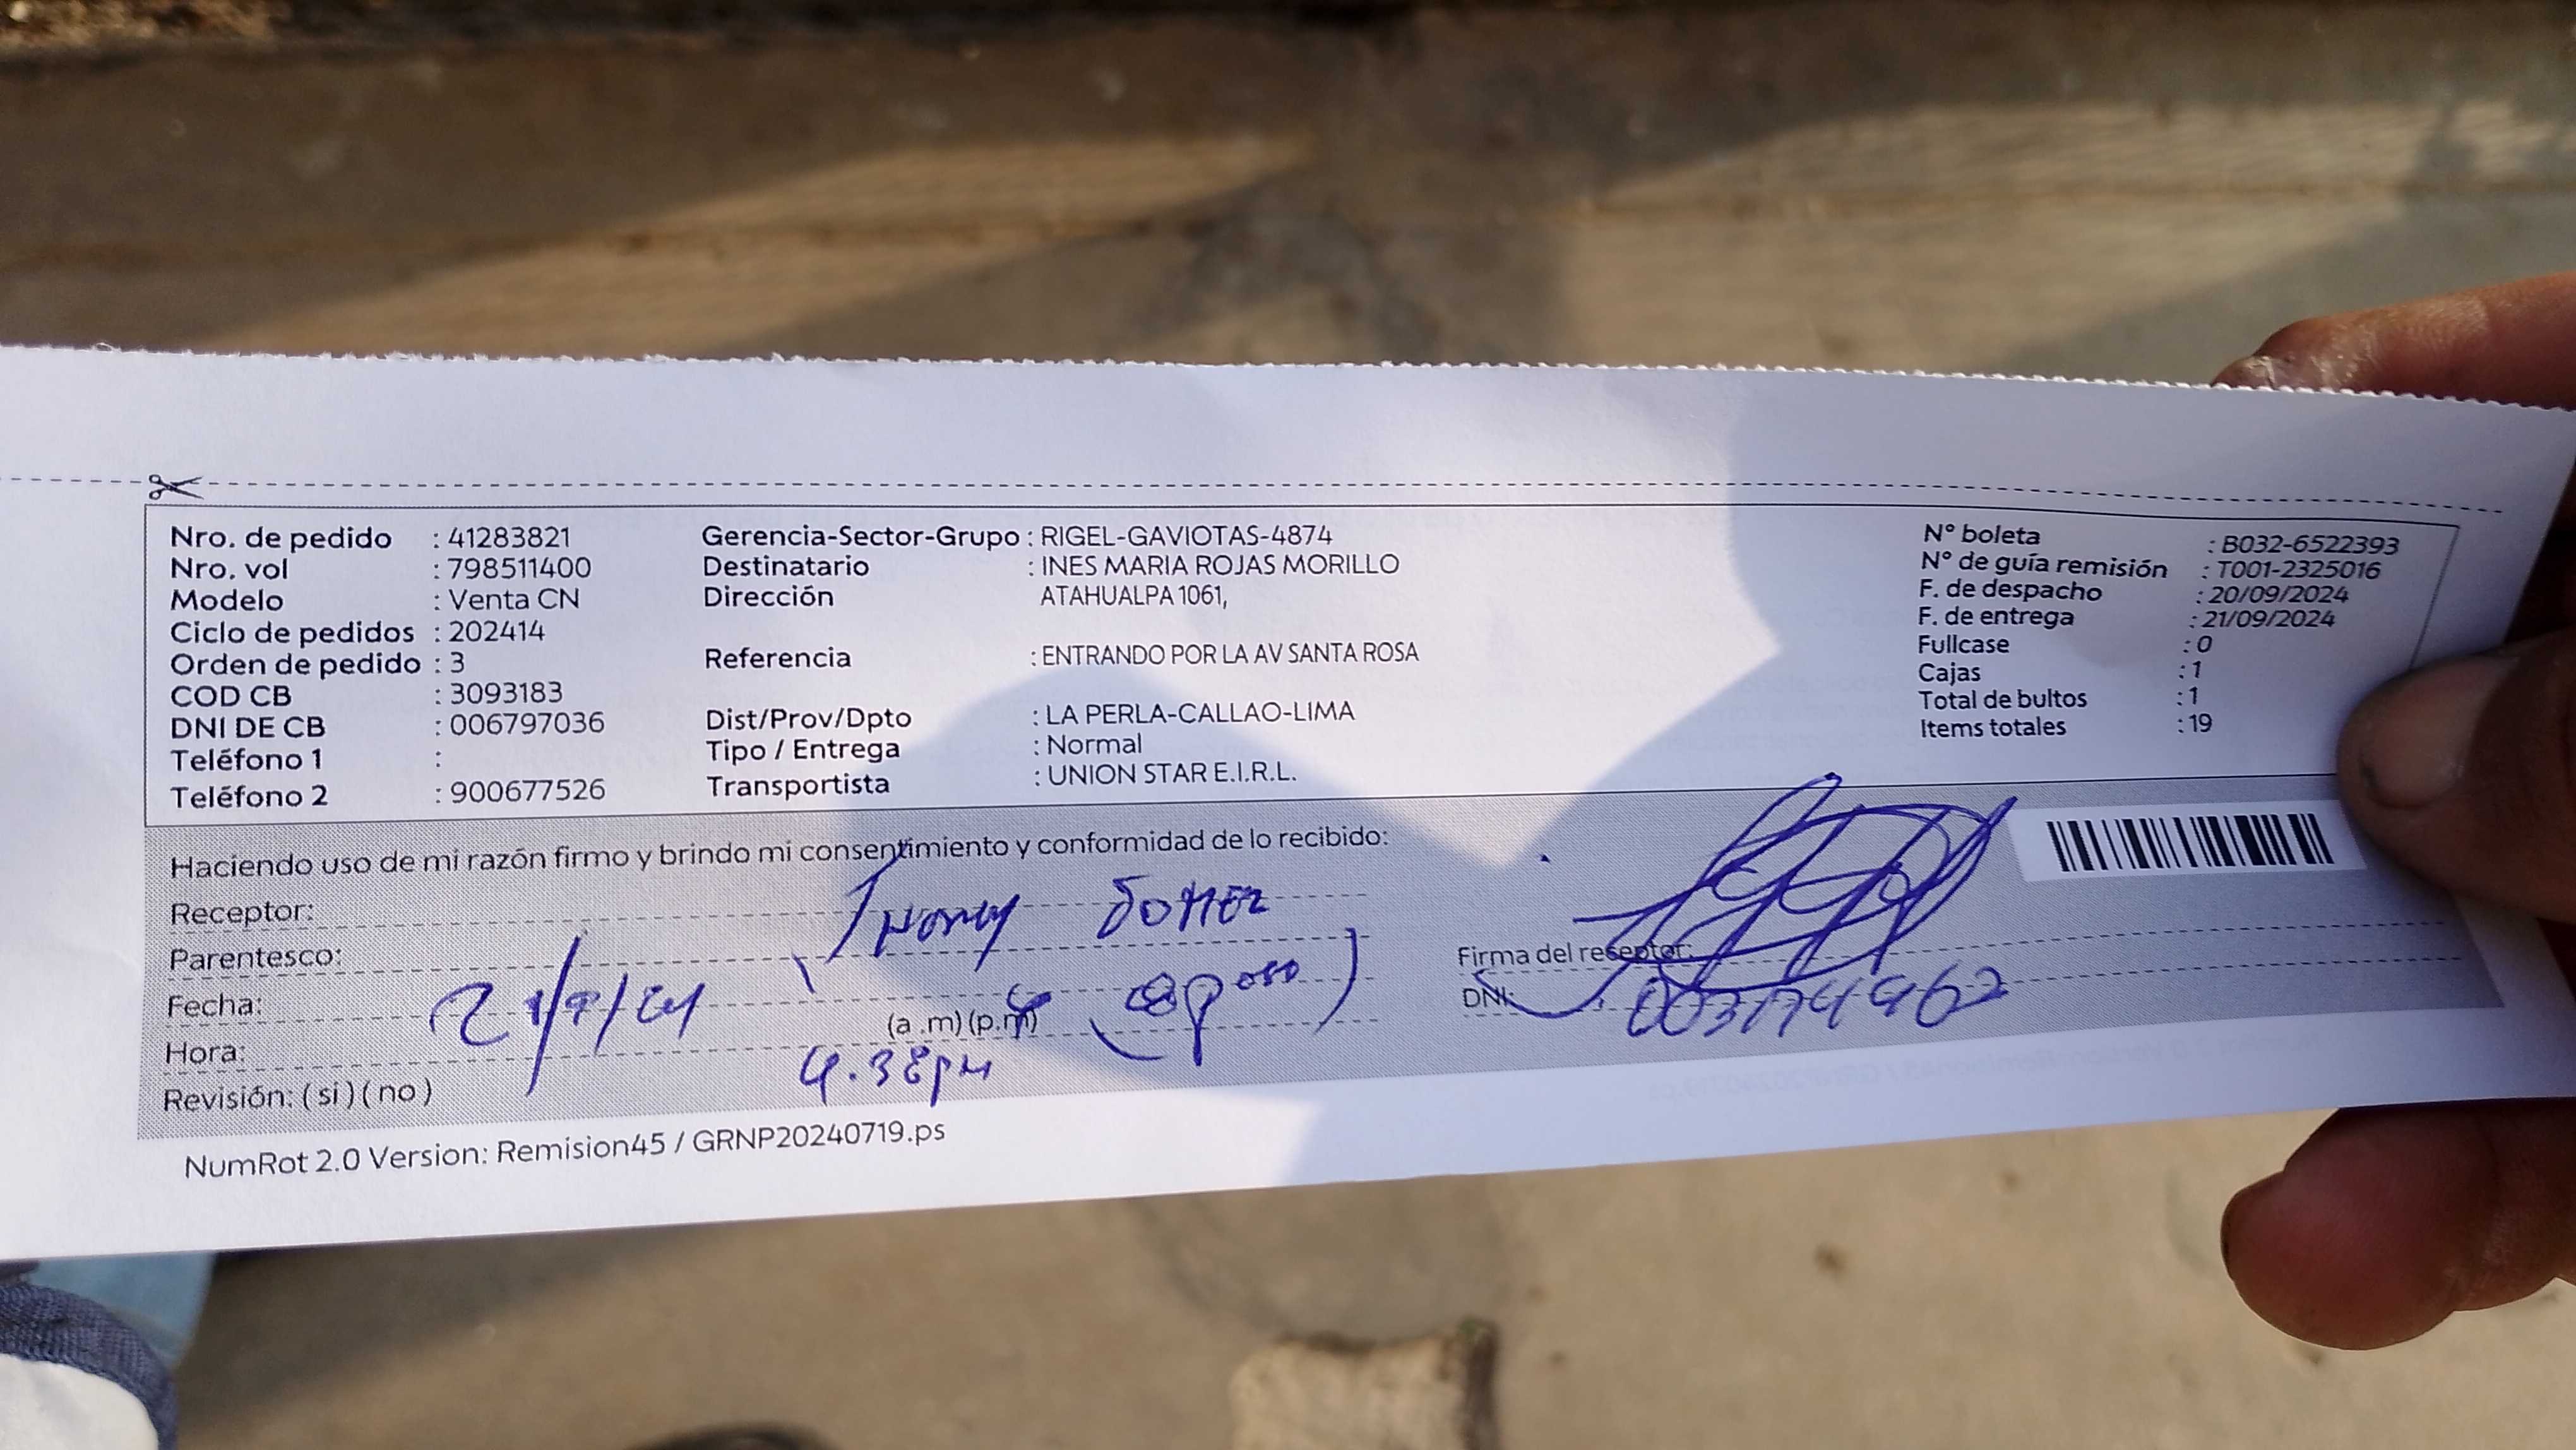 Nro. de pedido : 41283821 Gerencia-Sector-Grupo : RIGEL-GAVIOTAS-4874 N° boleta : B032-6522393
Nro. vol : 798511400 Destinatario : INES MARIA ROJAS MORILLO N° de guía remisión : T001-2325016
Modelo : Venta CN Dirección ATAHUALPA 1061, F. de despacho : 20/09/2024
Ciclo de pedidos : 202414 F. de entrega : 21/09/2024
Orden de pedido : 3 Referencia : ENTRANDO POR LA AV SANTA ROSA Fullcase : 0
COD CB : 3093183 Cajas : 1
DNI DE CB : 006797036 Dist/Prov/Dpto : LA PERLA-CALLAO-LIMA Total de bultos : 1
Teléfono 1 : Tipo / Entrega : Normal Items totales : 19
Teléfono 2 : 900677526 Transportista : UNION STAR E.I.R.L.
Haciendo uso de mi razón firmo y brindo mi consentimiento y conformidad de lo recibido:
Receptor:
Parentesco: Firma del receptor:
Fecha: 21/9/24 (esposo) DNI:
Hora: (a .m) (p.m) 4.38pm
Revisión: ( si ) ( no )
NumRot 2.0 Version: Remision45 / GRNP20240719.ps